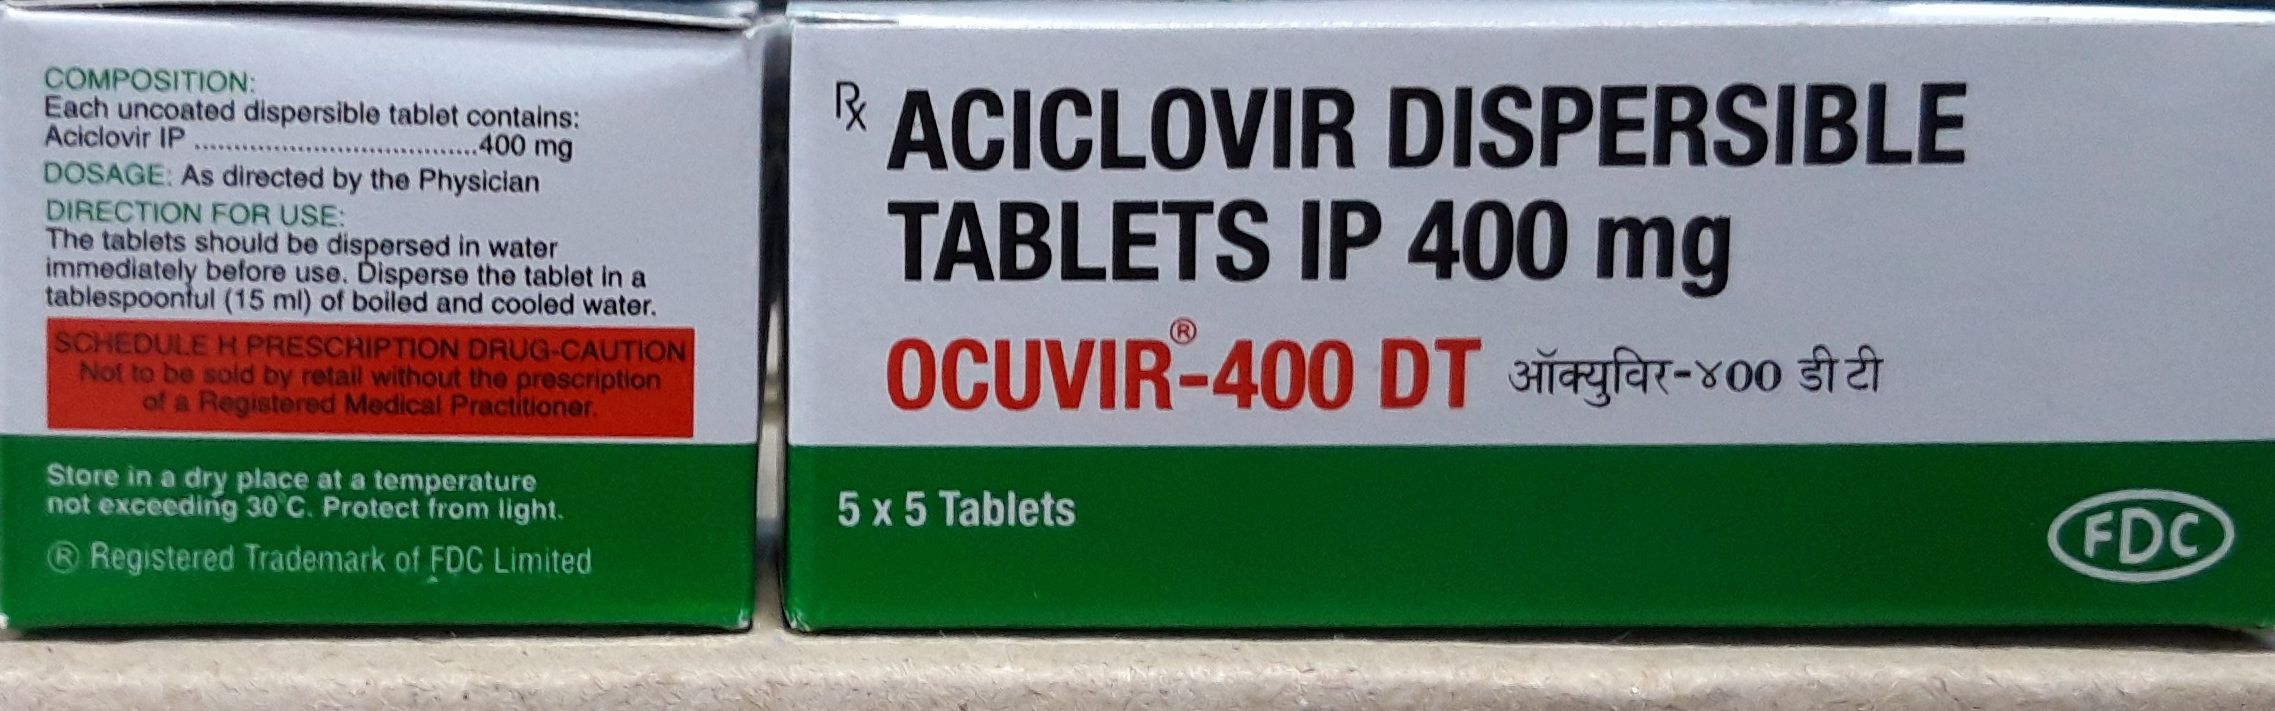 COMPOSITION:
Each uncoated dispersible tablet contains:
Aciclovir IP ....................................400 mg
DOSAGE: As directed by the Physician
DIRECTION FOR USE:
The tablets should be dispersed in water
immediately before use. Disperse the tablet in a
tablespoonful (15 ml) of boiled and cooled water.
SCHEDULE H PRESCRIPTION DRUG-CAUTION
Not to be sold by retail without the prescription
of a Registered Medical Practitioner.
Store in a dry place at a temperature
not exceeding 30°C. Protect from light.
® Registered Trademark of FDC Limited
Rx ACICLOVIR DISPERSIBLE
TABLETS IP 400 mg
OCUVIR®-400 DT ऑक्युविर-४०० डी टी
5 x 5 Tablets
FDC